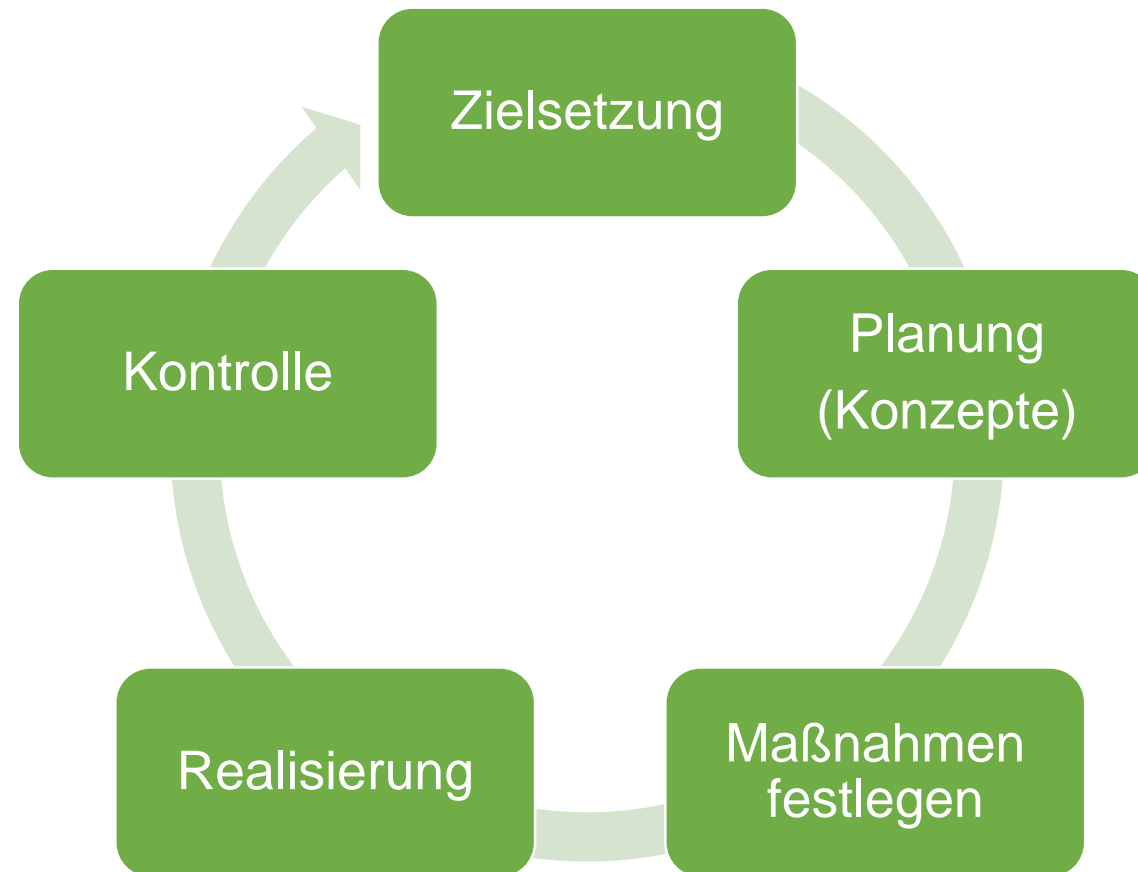 Zielsetzung
Planung
(Konzepte)
Maßnahmen
festlegen
Realisierung
Kontrolle